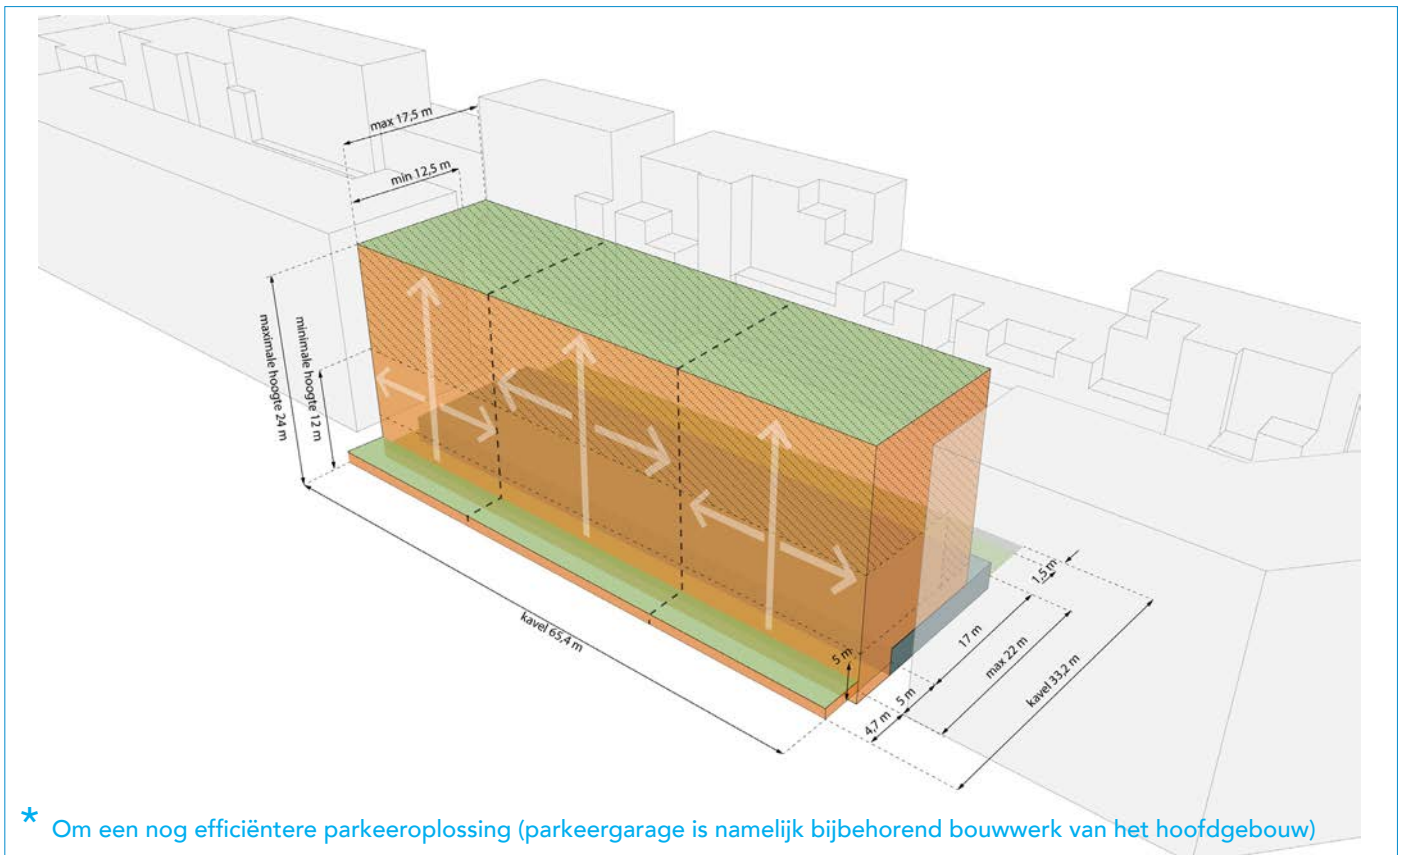 max 17,5 m
min 12,5 m
maximale hoogte 24 m
minimale hoogte 12 m
kavel 65,4 m
1,5 m
17 m
max 22 m
kavel 33,2 m
5 m
5 m
4,7 m
* Om een nog efficiëntere parkeeroplossing (parkeergarage is namelijk bijbehorend bouwwerk van het hoofdgebouw)